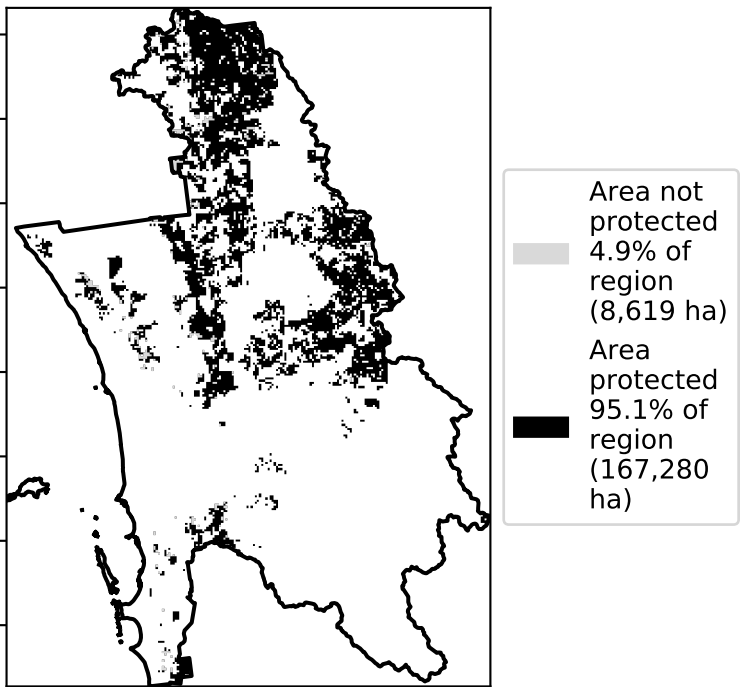 Area not
protected
4.9% of
region
(8,619 ha)
Area
protected
95.1% of
region
(167,280
ha)